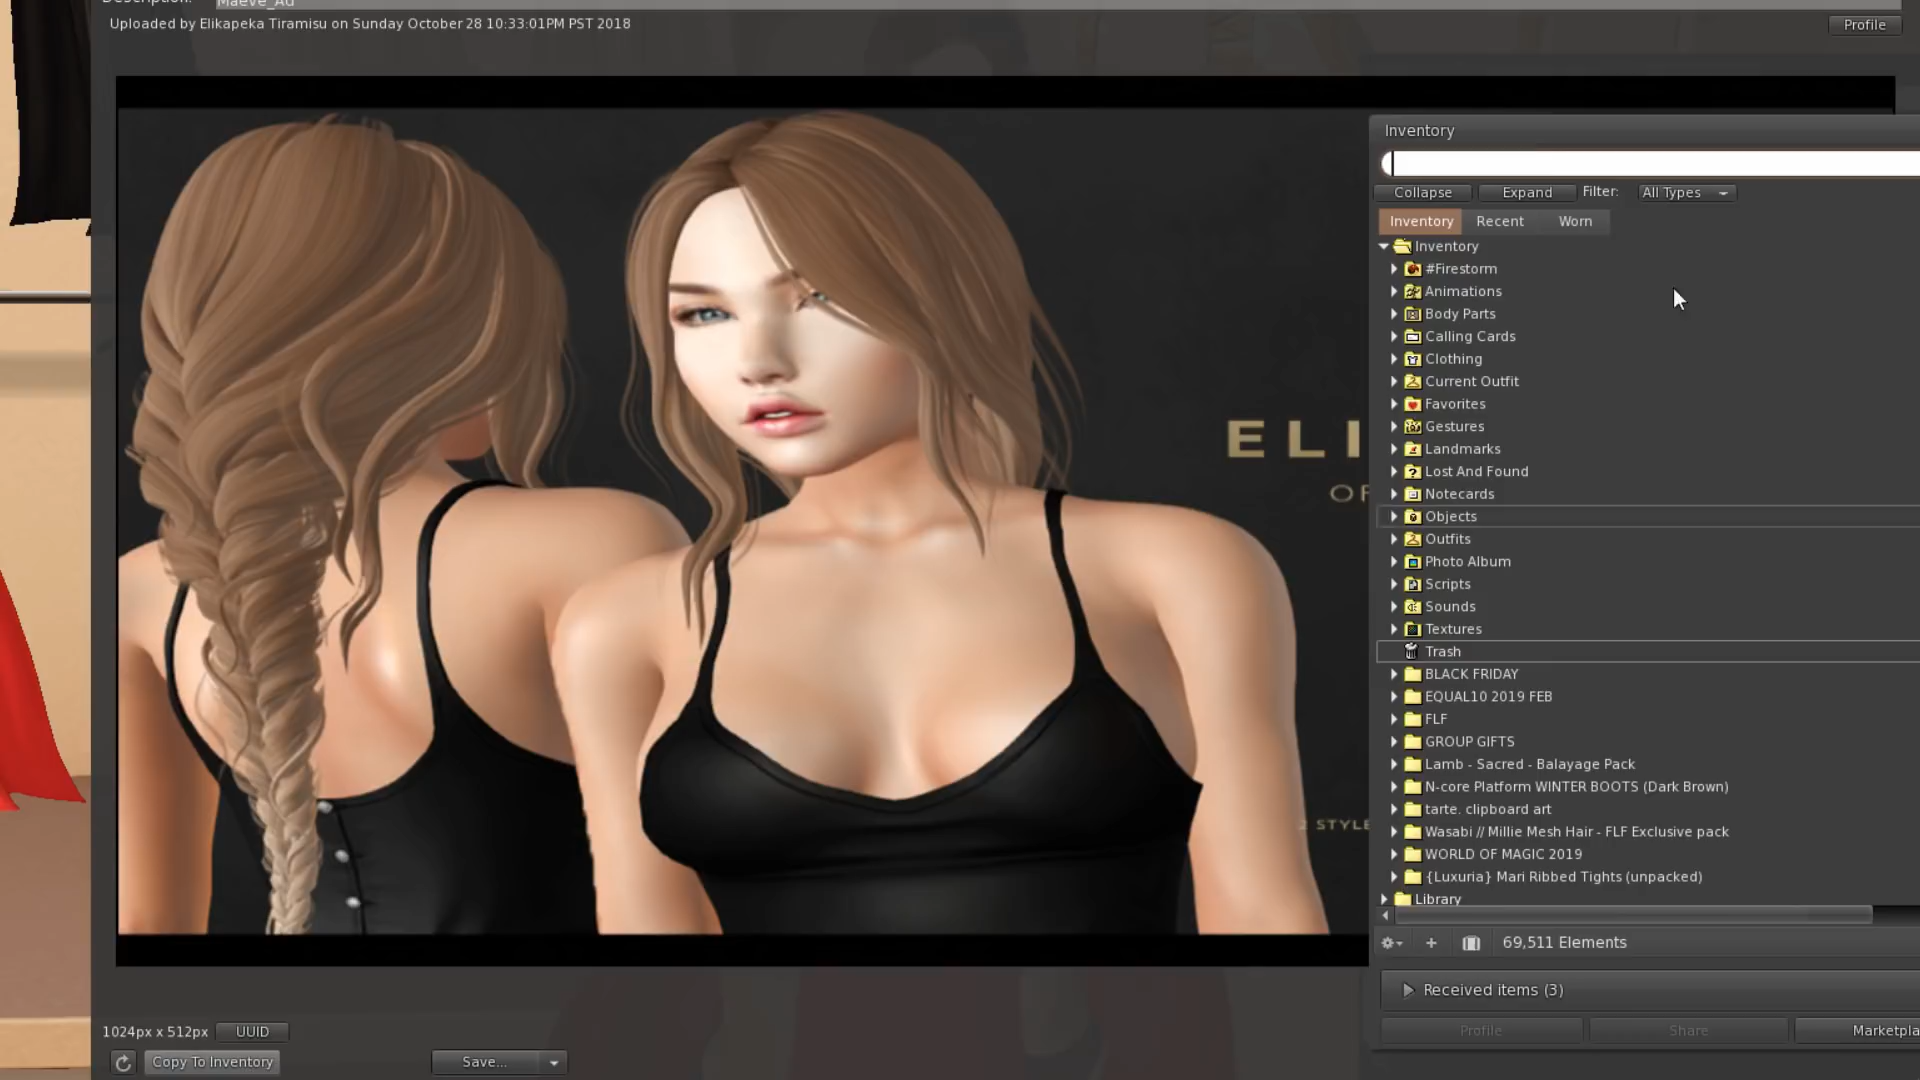 Description: Maeve_Ad
Uploaded by Elikapeka Tiramisu on Sunday October 28 10:33:01PM PST 2018
Profile
Inventory
Collapse Expand Filter: All Types
Inventory Recent Worn
Inventory
#Firestorm
Animations
Body Parts
Calling Cards
Clothing
Current Outfit
Favorites
Gestures
Landmarks
Lost And Found
Notecards
Objects
Outfits
Photo Album
Scripts
Sounds
Textures
Trash
BLACK FRIDAY
EQUAL10 2019 FEB
FLF
GROUP GIFTS
Lamb - Sacred - Balayage Pack
N-core Platform WINTER BOOTS (Dark Brown)
tarte. clipboard art
Wasabi // Millie Mesh Hair - FLF Exclusive pack
WORLD OF MAGIC 2019
{Luxuria} Mari Ribbed Tights (unpacked)
Library
69,511 Elements
Received items (3)
Profile Share Marketpla
ELI
OF
2 STYLE
1024px x 512px UUID
Copy To Inventory Save...